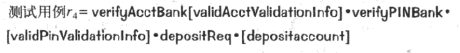 测试用例r₄= verifyAcctBank[validAcctValidationInfo]•verifyPINBank•
[validPinValidationInfo]•depositReq•[depositaccount]